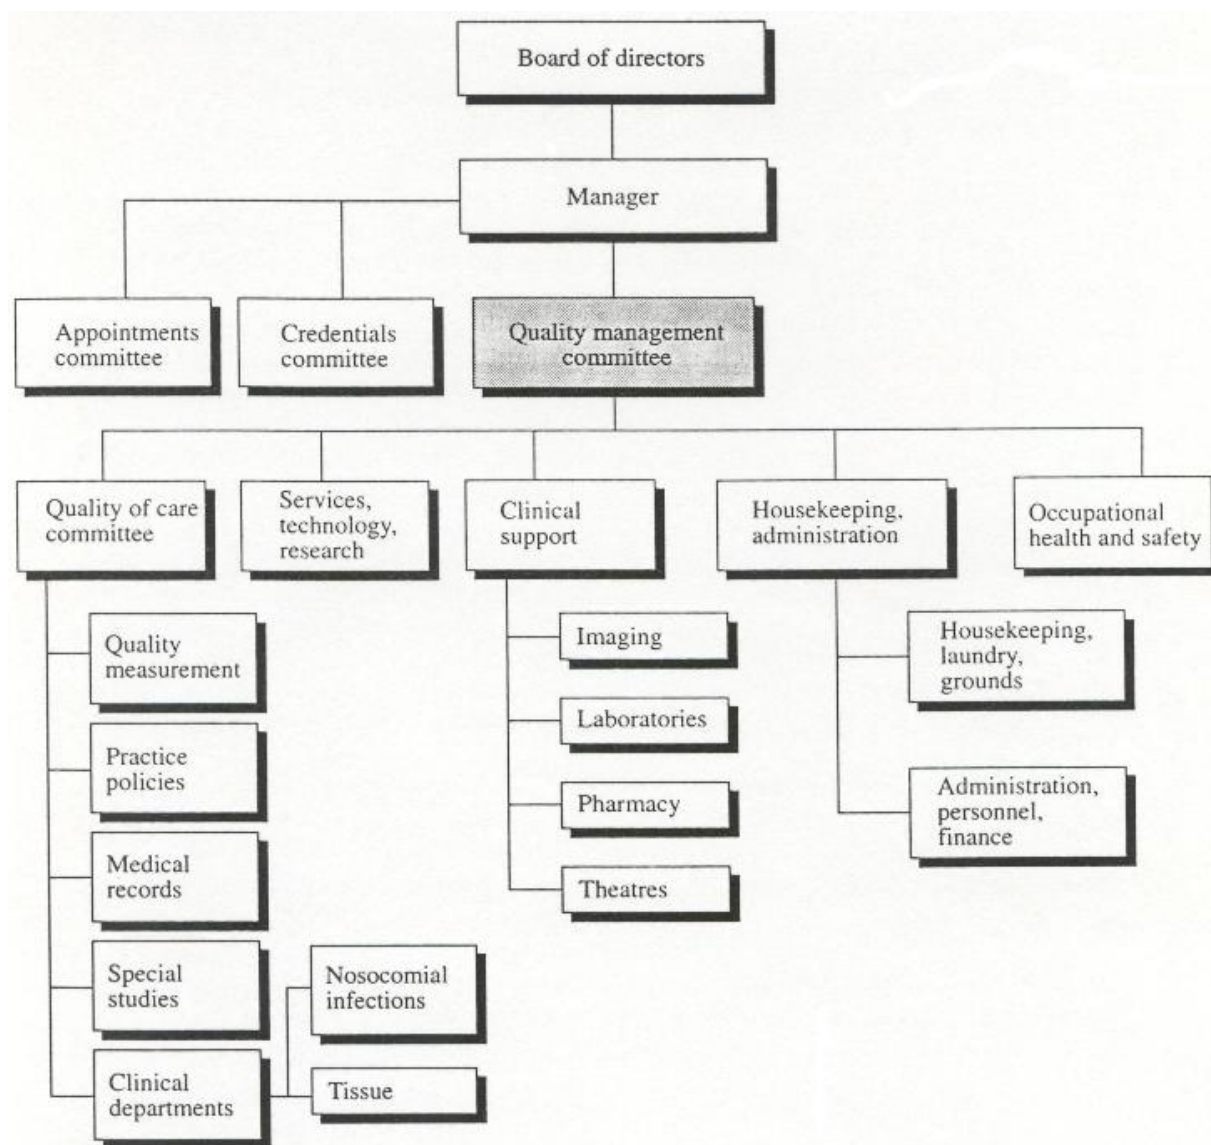 Board of directors
Manager
Appointments
committee
Credentials
committee
Quality management
committee
Quality of care
committee
Services,
technology,
research
Clinical
support
Housekeeping,
administration
Occupational
health and safety
Quality
measurement
Practice
policies
Medical
records
Special
studies
Clinical
departments
Nosocomial
infections
Tissue
Imaging
Laboratories
Pharmacy
Theatres
Housekeeping,
laundry,
grounds
Administration,
personnel,
finance